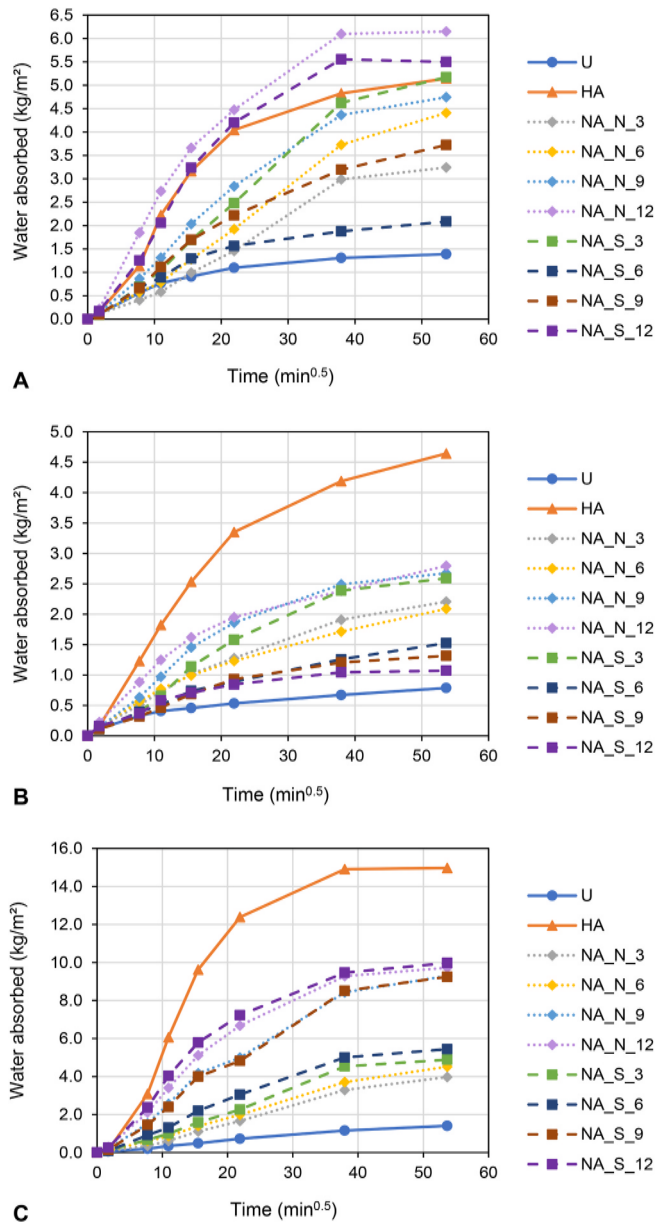 6.5
6.0
5.5
5.0
4.5
4.0
3.5
3.0
2.5
2.0
1.5
1.0
0.5
0.0
Water absorbed (kg/m²)
0 10 20 30 40 50 60
Time (min⁰·⁵)
U
HA
NA_N_3
NA_N_6
NA_N_9
NA_N_12
NA_S_3
NA_S_6
NA_S_9
NA_S_12
A
5.0
4.5
4.0
3.5
3.0
2.5
2.0
1.5
1.0
0.5
0.0
Water absorbed (kg/m²)
0 10 20 30 40 50 60
Time (min⁰·⁵)
U
HA
NA_N_3
NA_N_6
NA_N_9
NA_N_12
NA_S_3
NA_S_6
NA_S_9
NA_S_12
B
16.0
14.0
12.0
10.0
8.0
6.0
4.0
2.0
0.0
Water absorbed (kg/m²)
0 10 20 30 40 50 60
Time (min⁰·⁵)
U
HA
NA_N_3
NA_N_6
NA_N_9
NA_N_12
NA_S_3
NA_S_6
NA_S_9
NA_S_12
C